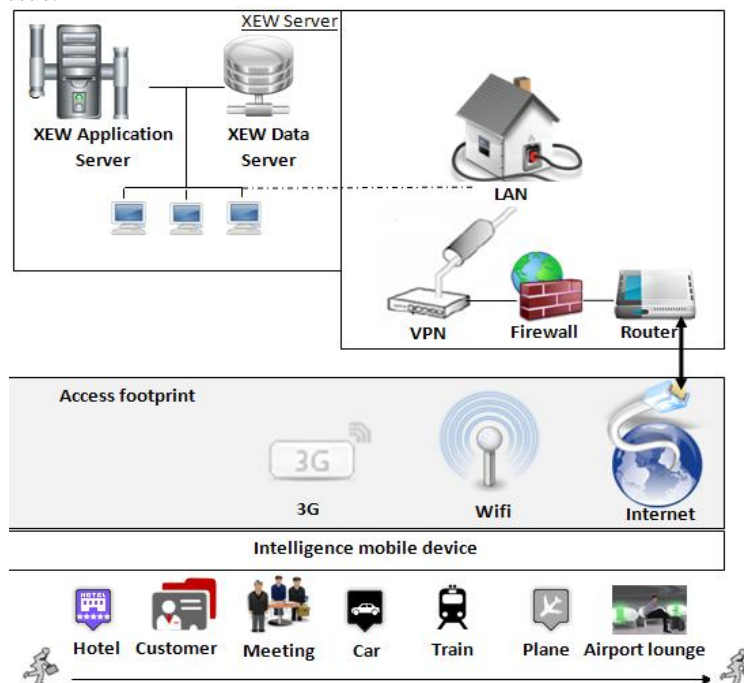 XEW Server
XEW Application
Server
XEW Data
Server
LAN
VPN
Firewall
Router
Access footprint
3G
3G
Wifi
Internet
Intelligence mobile device
HOTEL
Hotel
Customer
Meeting
Car
Train
Plane
Airport lounge